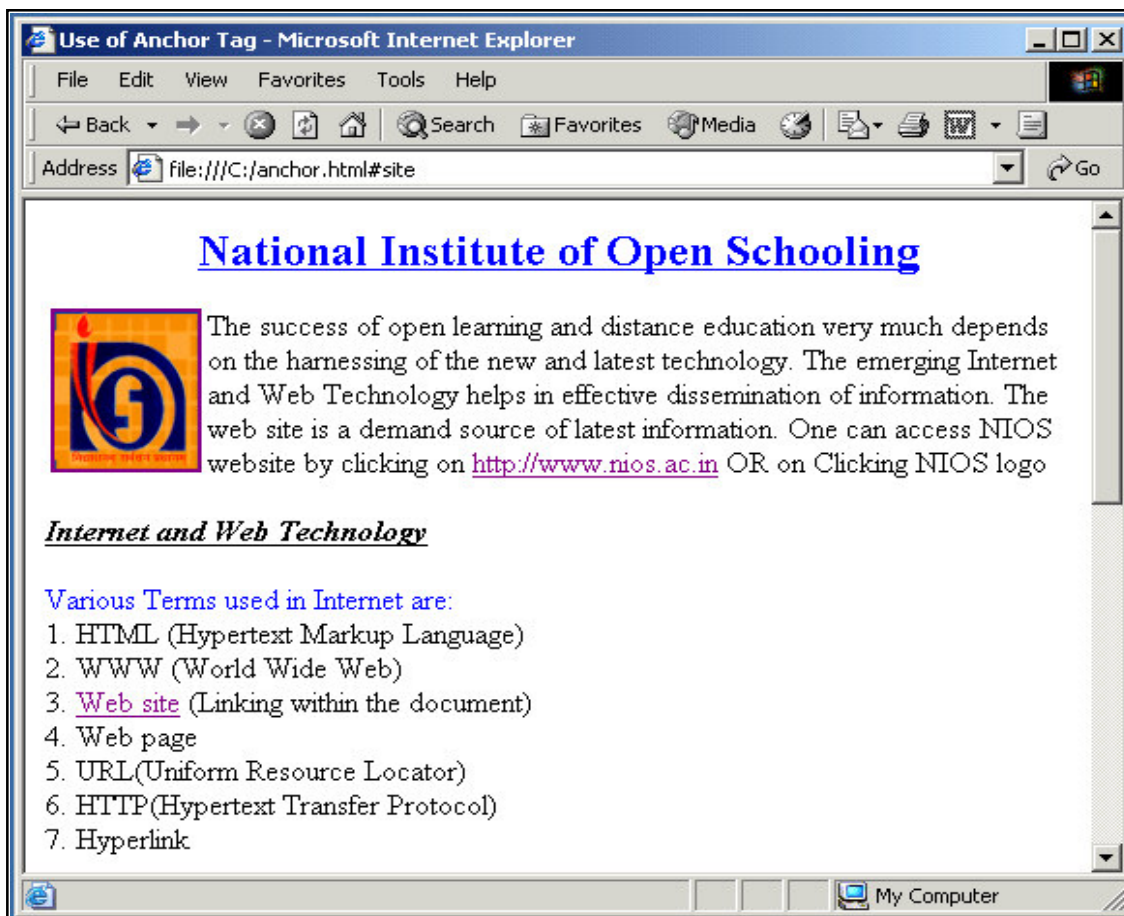 Use of Anchor Tag - Microsoft Internet Explorer
File Edit View Favorites Tools Help
Back Search Favorites Media
Address file:///C:/anchor.html#site Go
National Institute of Open Schooling
The success of open learning and distance education very much depends
on the harnessing of the new and latest technology. The emerging Internet
and Web Technology helps in effective dissemination of information. The
web site is a demand source of latest information. One can access NIOS
website by clicking on http://www.nios.ac.in OR on Clicking NIOS logo
Internet and Web Technology
Various Terms used in Internet are:
1. HTML (Hypertext Markup Language)
2. WWW (World Wide Web)
3. Web site (Linking within the document)
4. Web page
5. URL(Uniform Resource Locator)
6. HTTP(Hypertext Transfer Protocol)
7. Hyperlink
My Computer